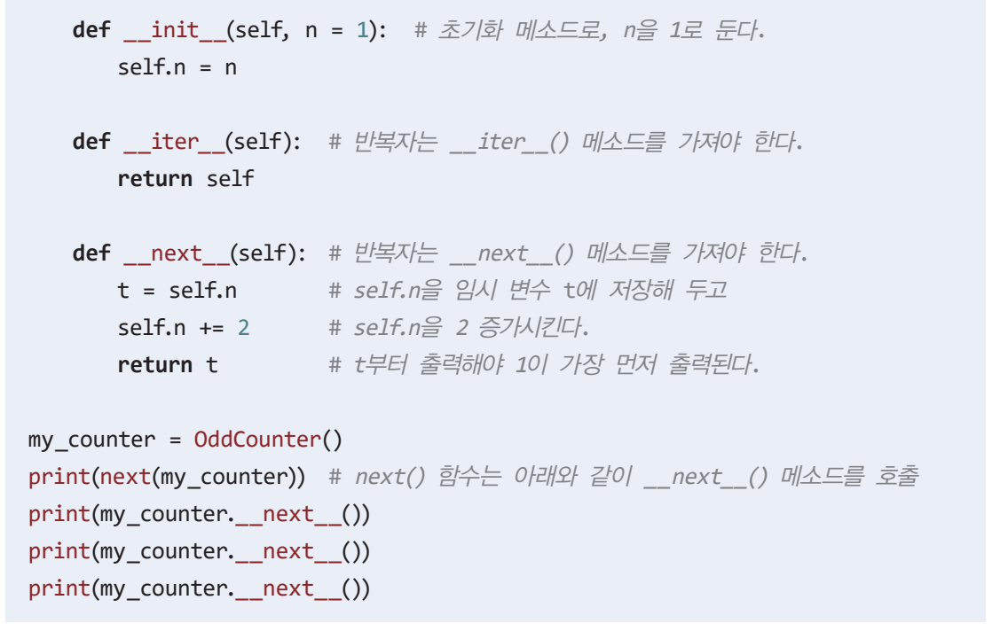 def __init__(self, n = 1):  # 초기화 메소드로, n을 1로 둔다.
self.n = n
def __iter__(self):  # 반복자는 __iter__() 메소드를 가져야 한다.
return self
def __next__(self):  # 반복자는 __next__() 메소드를 가져야 한다.
t = self.n  # self.n을 임시 변수 t에 저장해 두고
self.n += 2  # self.n을 2 증가시킨다.
return t  # t부터 출력해야 1이 가장 먼저 출력된다.
my_counter = OddCounter()
print(next(my_counter))  # next() 함수는 아래와 같이 __next__() 메소드를 호출
print(my_counter.__next__())
print(my_counter.__next__())
print(my_counter.__next__())